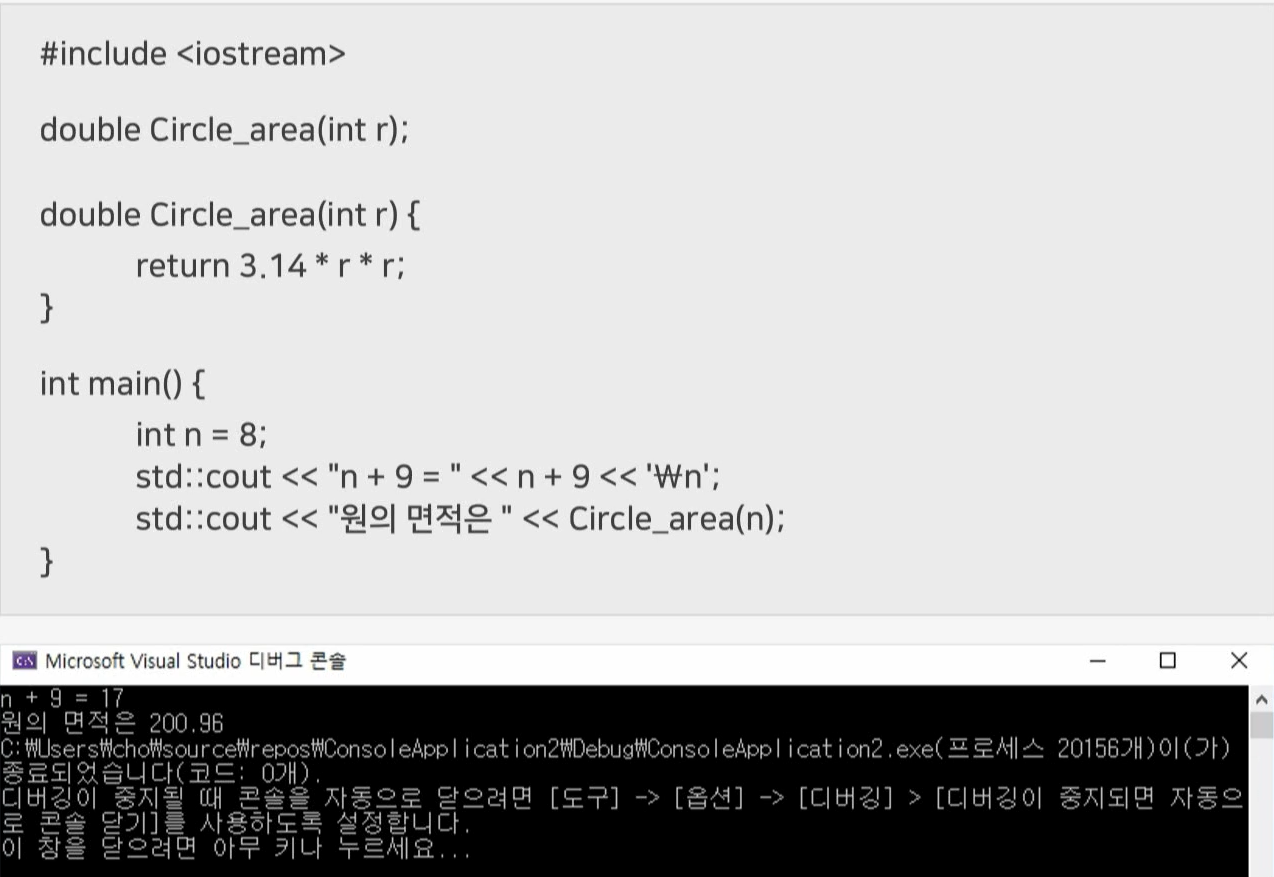 #include <iostream>
double Circle_area(int r);
double Circle_area(int r) {
return 3.14 * r * r;
}
int main() {
int n = 8;
std::cout << "n + 9 = " << n + 9 << '₩n';
std::cout << "원의 면적은 " << Circle_area(n);
}
C:\ Microsoft Visual Studio 디버그 콘솔
n + 9 = 17
원의 면적은 200.96
C:₩Users₩cho₩source₩repos₩ConsoleApplication2₩Debug₩ConsoleApplication2.exe(프로세스 20156개)이(가)
종료되었습니다(코드: 0개).
디버깅이 중지될 때 콘솔을 자동으로 닫으려면 [도구] -> [옵션] -> [디버깅] > [디버깅이 중지되면 자동으
로 콘솔 닫기]를 사용하도록 설정합니다.
이 창을 닫으려면 아무 키나 누르세요...